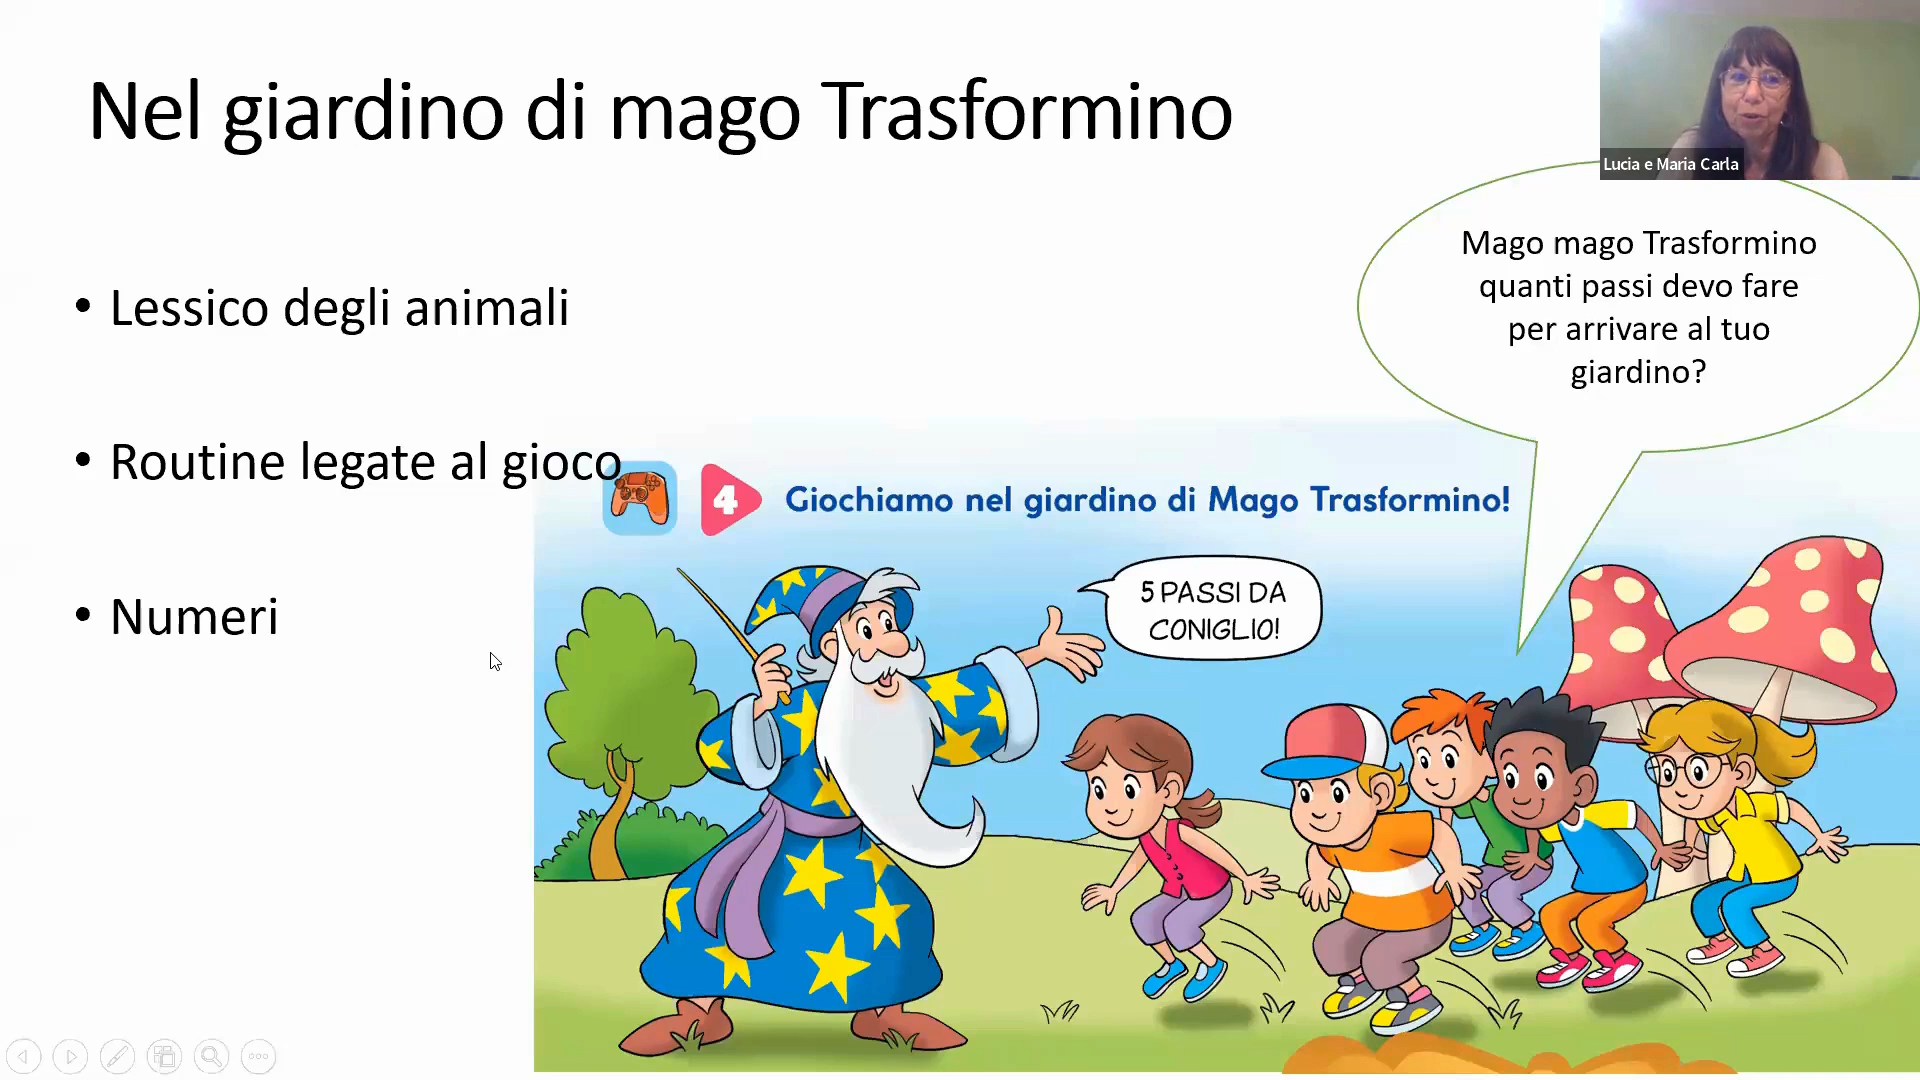 Nel giardino di mago Trasformino
Lucia e Maria Carla
Mago mago Trasformino
quanti passi devo fare
per arrivare al tuo
giardino?
• Lessico degli animali
• Routine legate al gioco
• Numeri
4 Giochiamo nel giardino di Mago Trasformino!
5 PASSI DA
CONIGLIO!